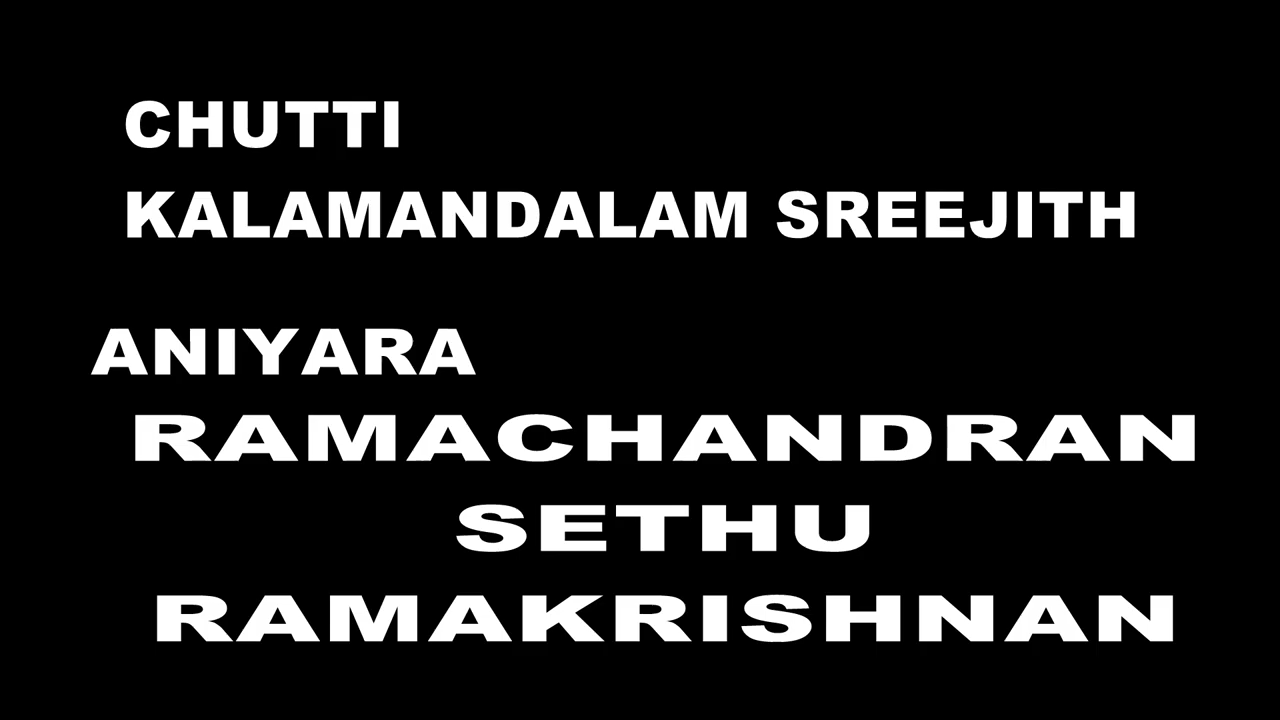 CHUTTI
KALAMANDALAM SREEJITH
ANIYARA
RAMACHANDRAN
SETHU
RAMAKRISHNAN